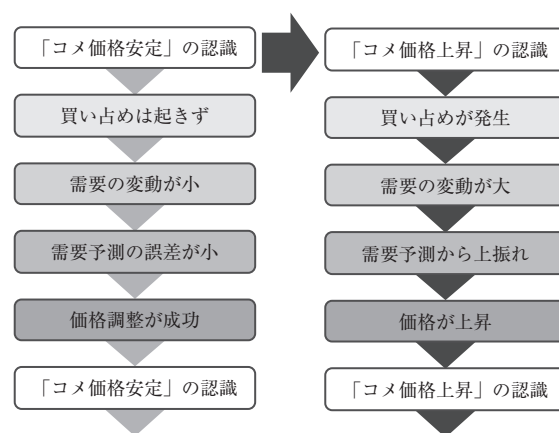 「コメ価格安定」の認識
買い占めは起きず
需要の変動が小
需要予測の誤差が小
価格調整が成功
「コメ価格安定」の認識
「コメ価格上昇」の認識
買い占めが発生
需要の変動が大
需要予測から上振れ
価格が上昇
「コメ価格上昇」の認識